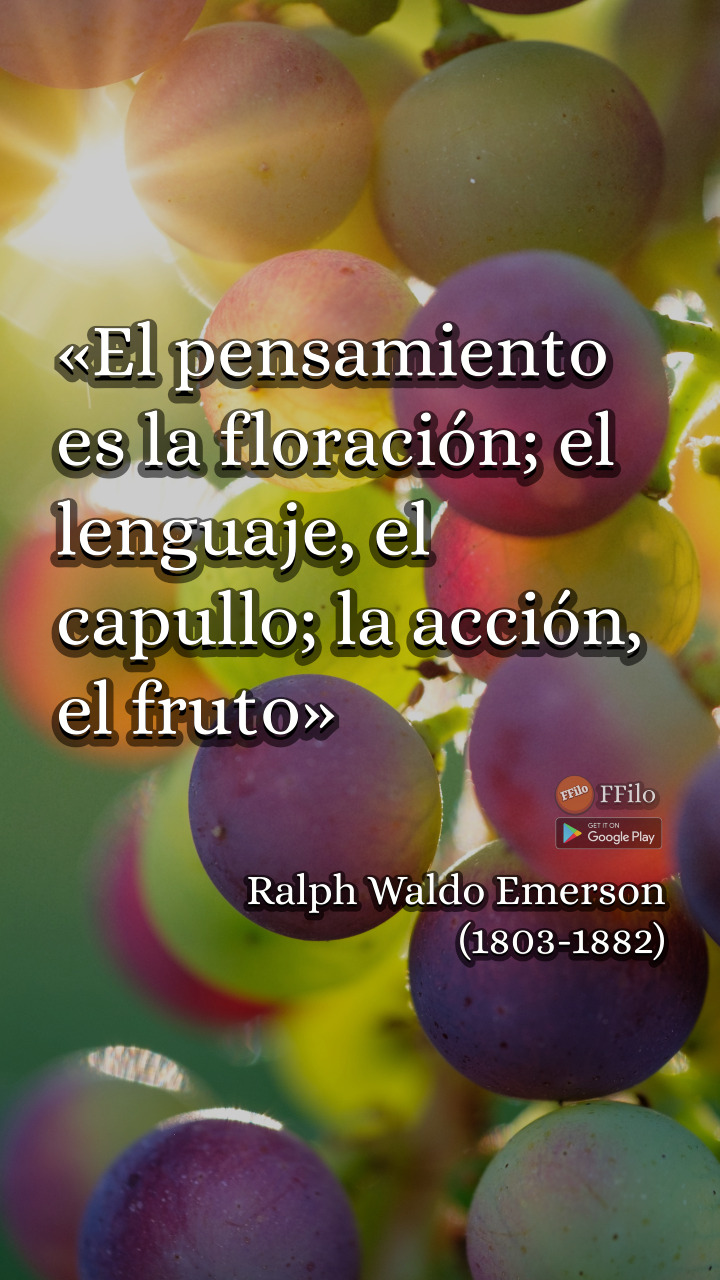 «El pensamiento
es la floración; el
lenguaje, el
capullo; la acción,
el fruto»
FFilo FFilo
GET IT ON
Google Play
Ralph Waldo Emerson
(1803-1882)